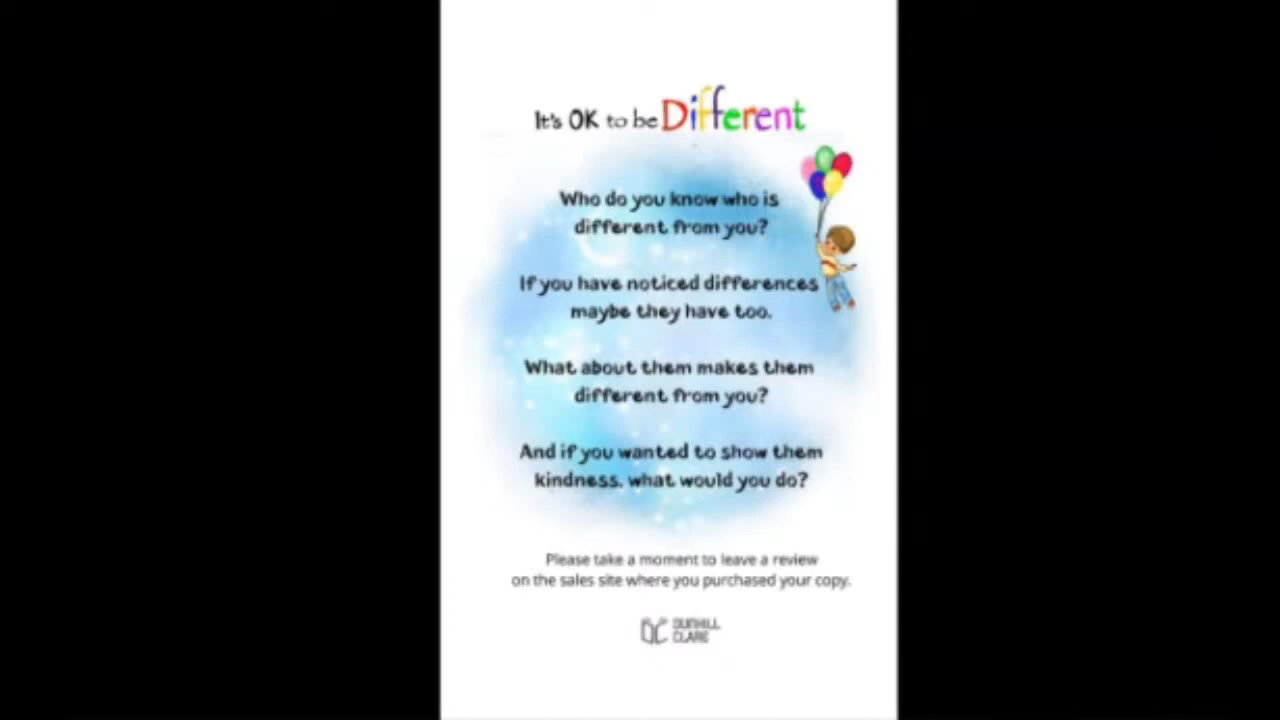 It's OK to be Different
Who do you know who is
different from you?
If you have noticed differences
maybe they have too.
What about them makes them
different from you?
And if you wanted to show them
kindness, what would you do?
Please take a moment to leave a review
on the sales site where you purchased your copy.
DC DUNHILL
CLARE